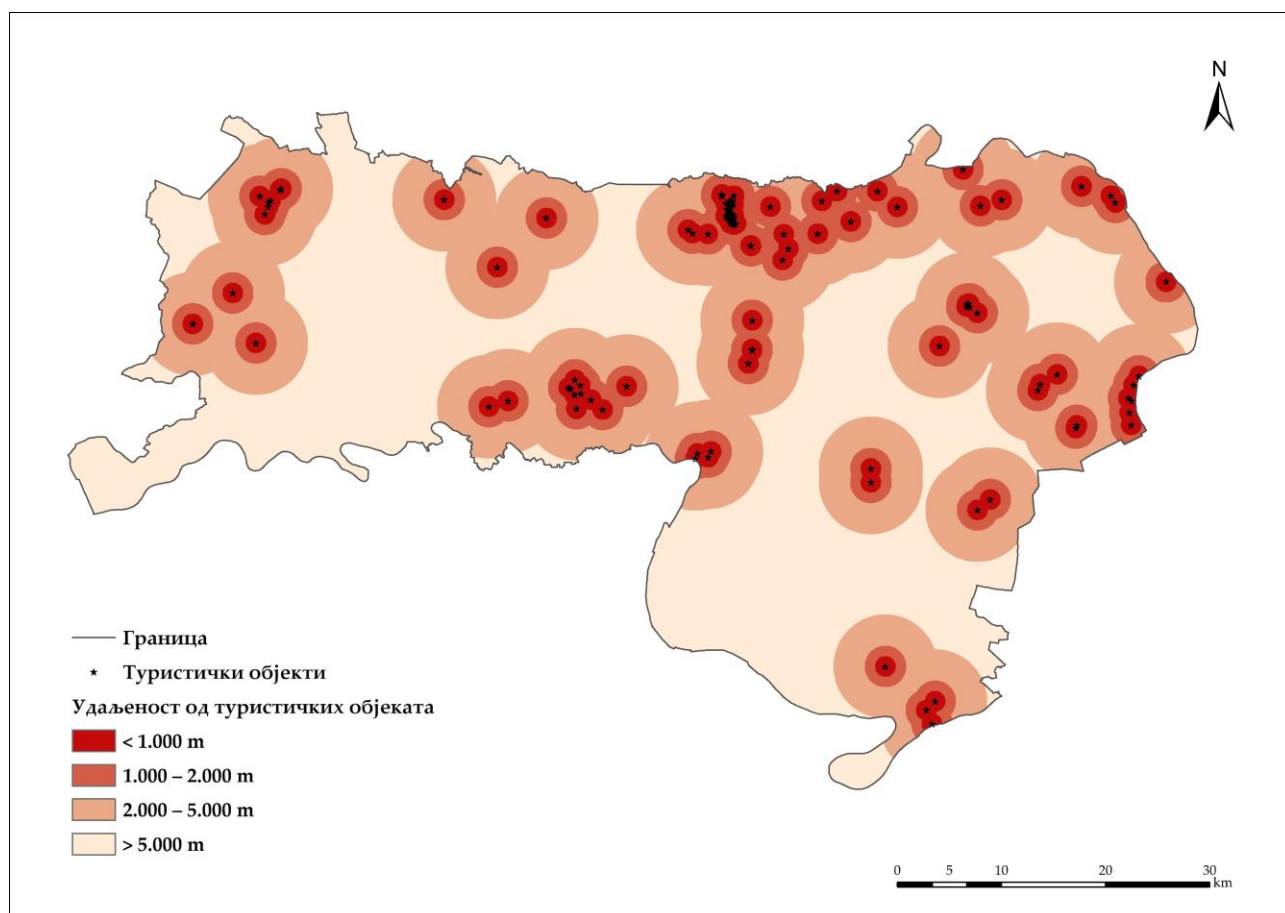 N
Граница
Туристички објекти
Удаљеност од туристичких објеката
< 1.000 m
1.000 – 2.000 m
2.000 – 5.000 m
> 5.000 m
0 5 10 20 30
km